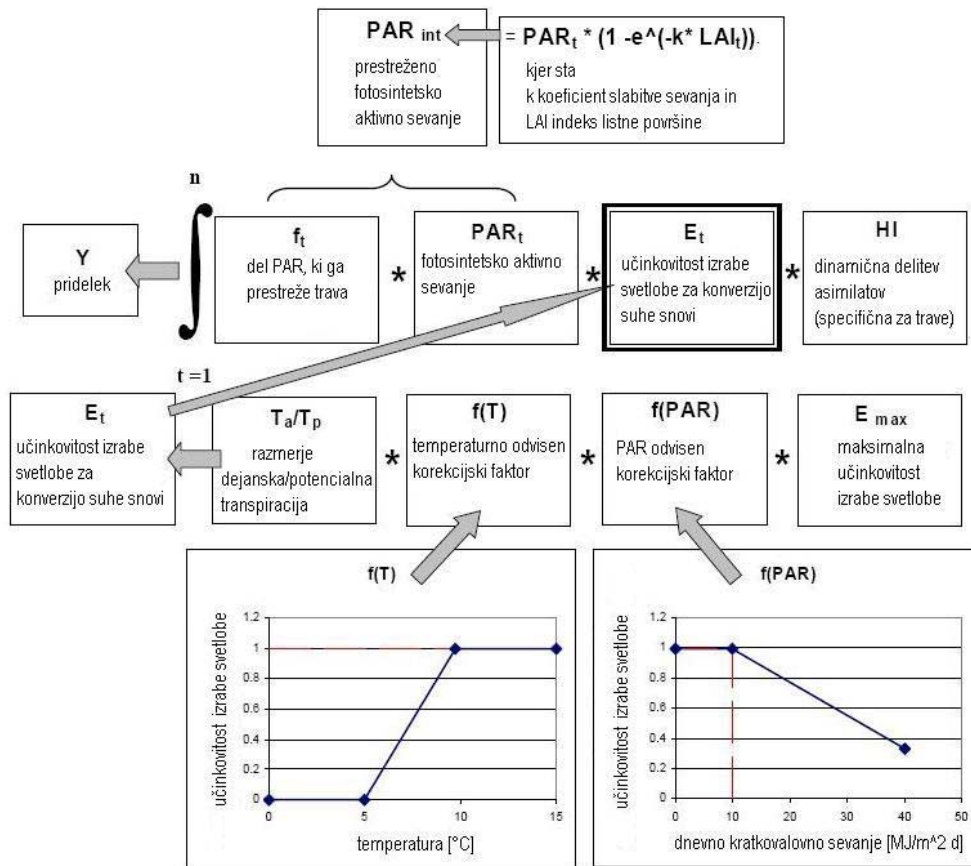 PAR int
prestreženo
fotosintetsko
aktivno sevanje
= PARt * (1 -e^(-k* LAIt)).
kjer sta
k koeficient slabitve sevanja in
LAI indeks listne površine
n
t =1
Y
pridelek
ft
del PAR, ki ga
prestreže trava
*
PARt
fotosintetsko aktivno
sevanje
*
Et
učinkovitost izrabe
svetlobe za konverzijo
suhe snovi
*
HI
dinamična delitev
asimilatov
(specifična za trave)
Et
učinkovitost izrabe
svetlobe za
konverzijo suhe snovi
Ta/Tp
razmerje
dejanska/potencialna
transpiracija
*
f(T)
temperaturno odvisen
korekcijski faktor
*
f(PAR)
PAR odvisen
korekcijski faktor
*
E max
maksimalna
učinkovitost
izrabe svetlobe
f(T)
učinkovitost izrabe svetlobe
1.2
1
0.8
0.6
0.4
0.2
0
0 5 10 15
temperatura [°C]
f(PAR)
učinkovitost izrabe svetlobe
1.2
1
0.8
0.6
0.4
0.2
0
0 10 20 30 40 50
dnevno kratkovalovno sevanje [MJ/m^2 d]